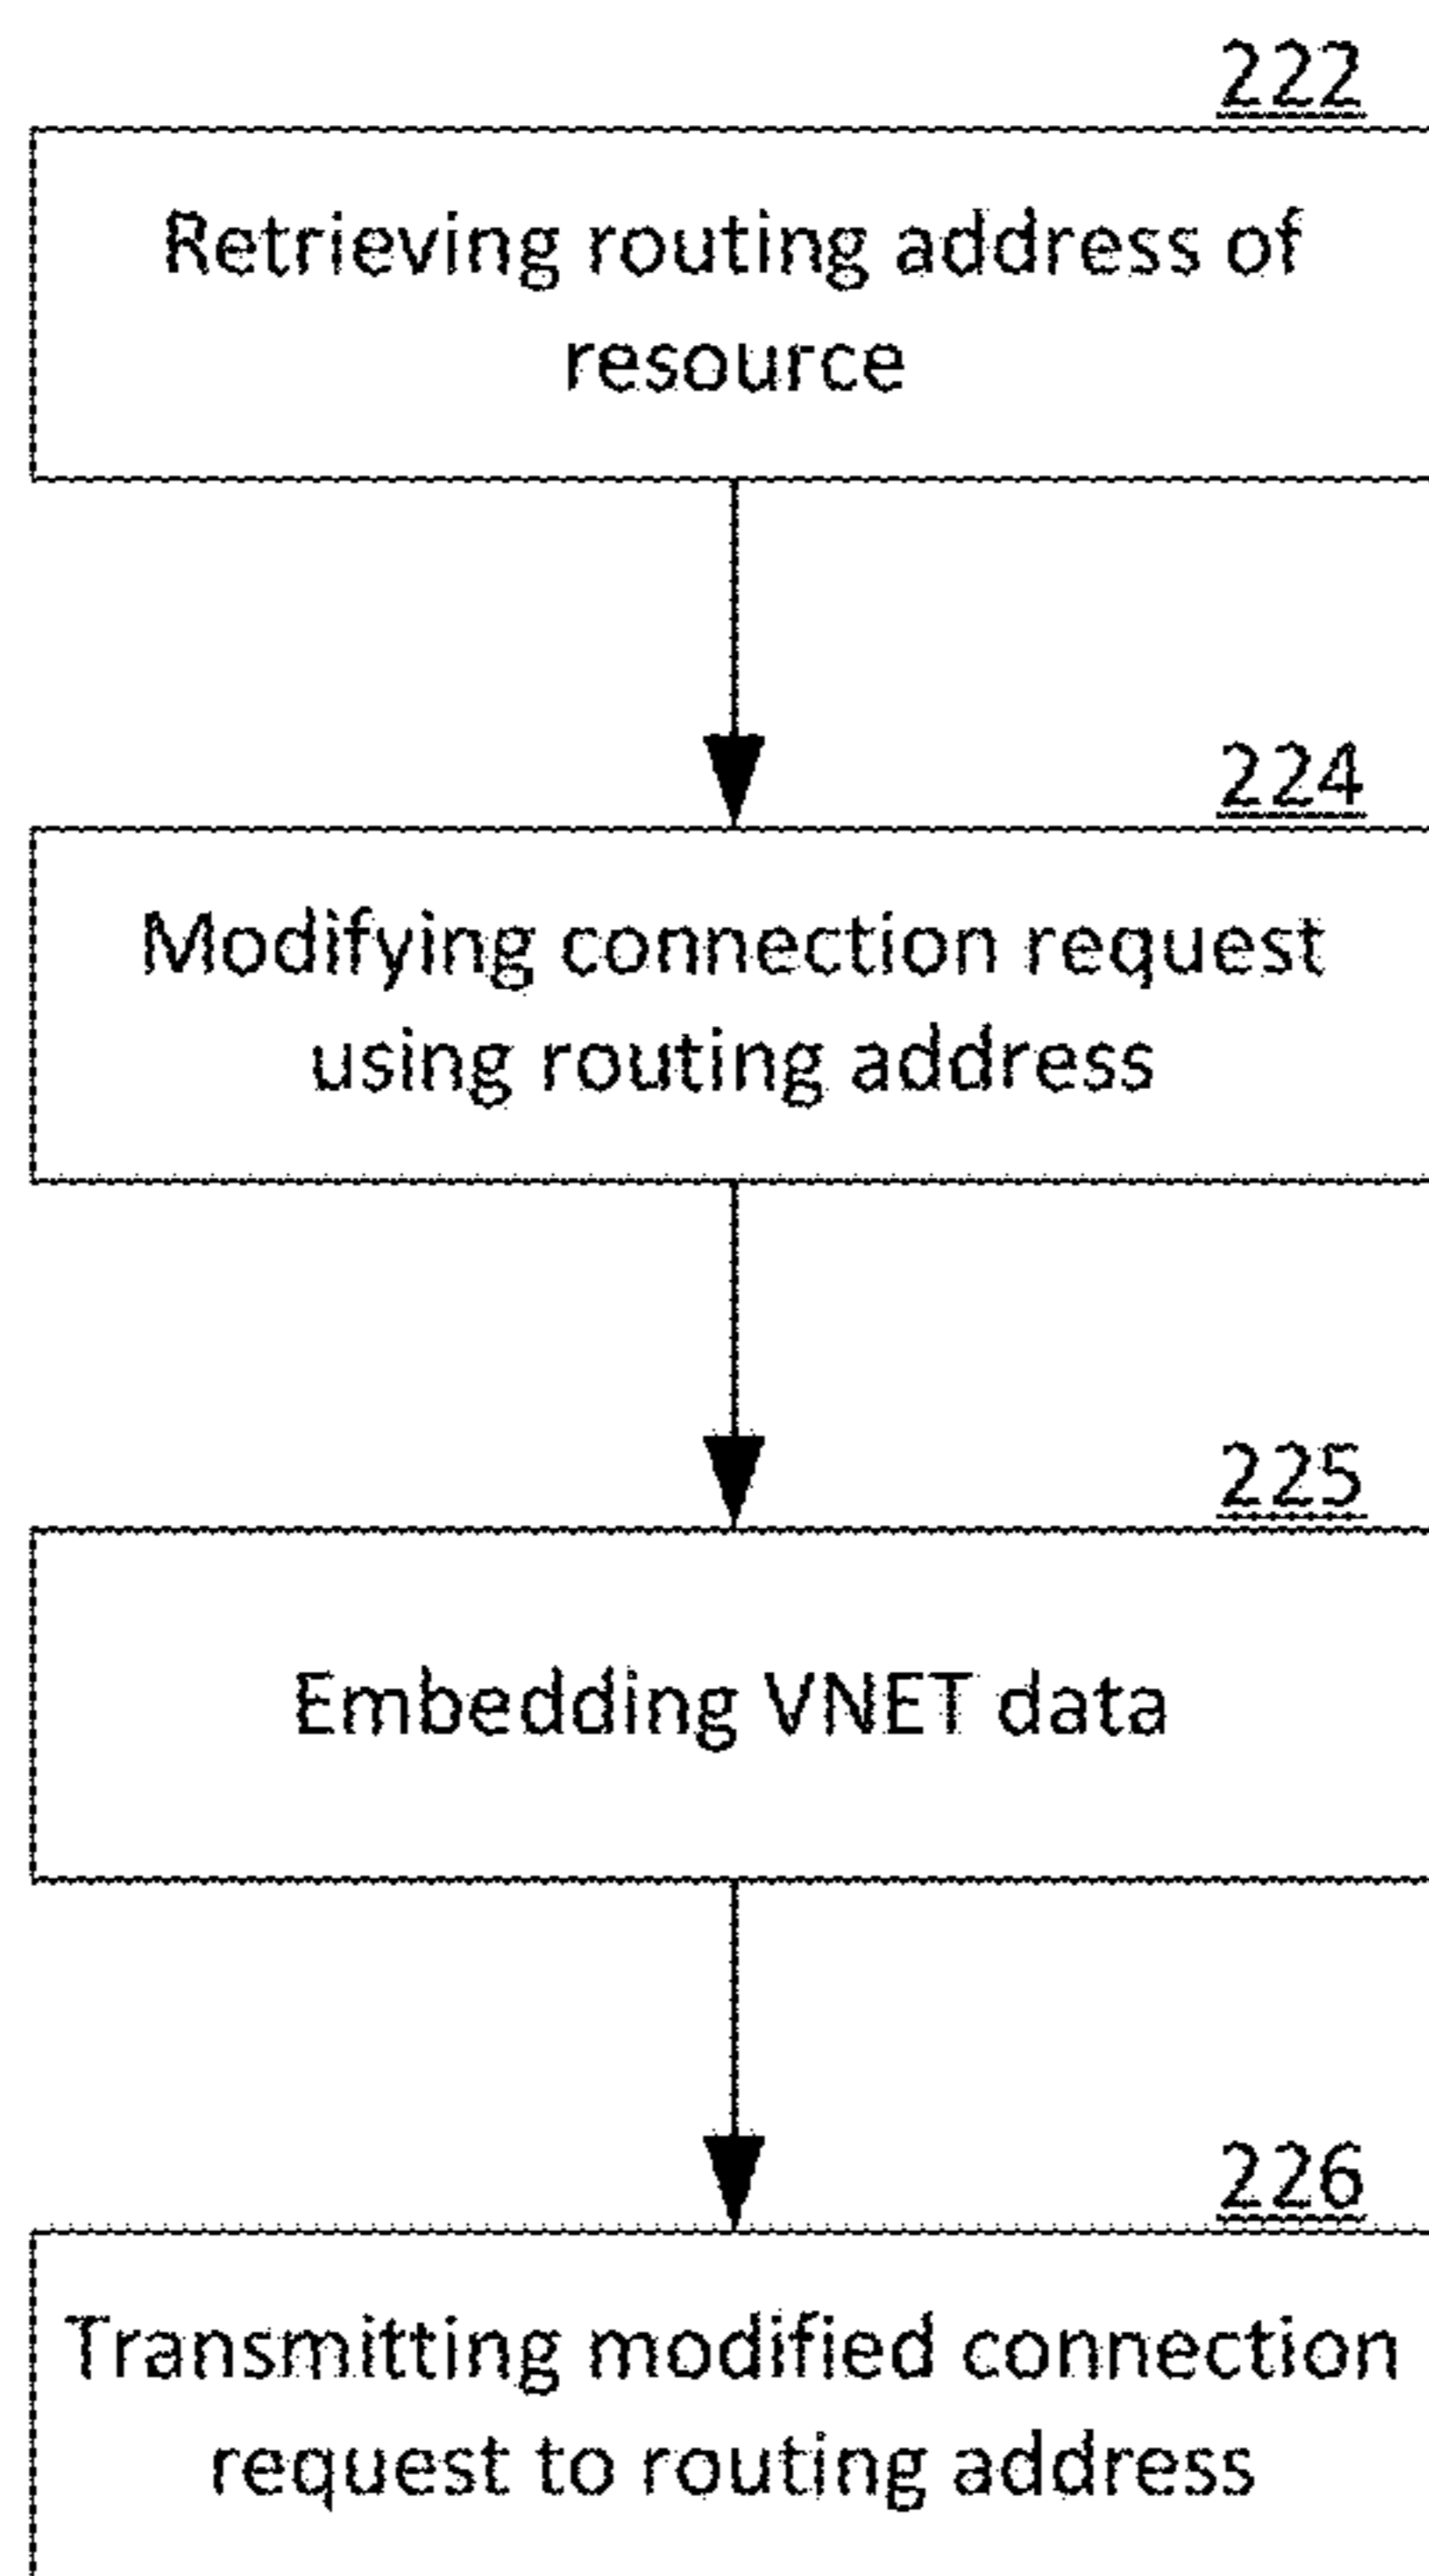 222
Retrieving routing address of
resource
224
Modifying connection request
using routing address
225
Embedding VNET data
226
Transmitting modified connection
request to routing address